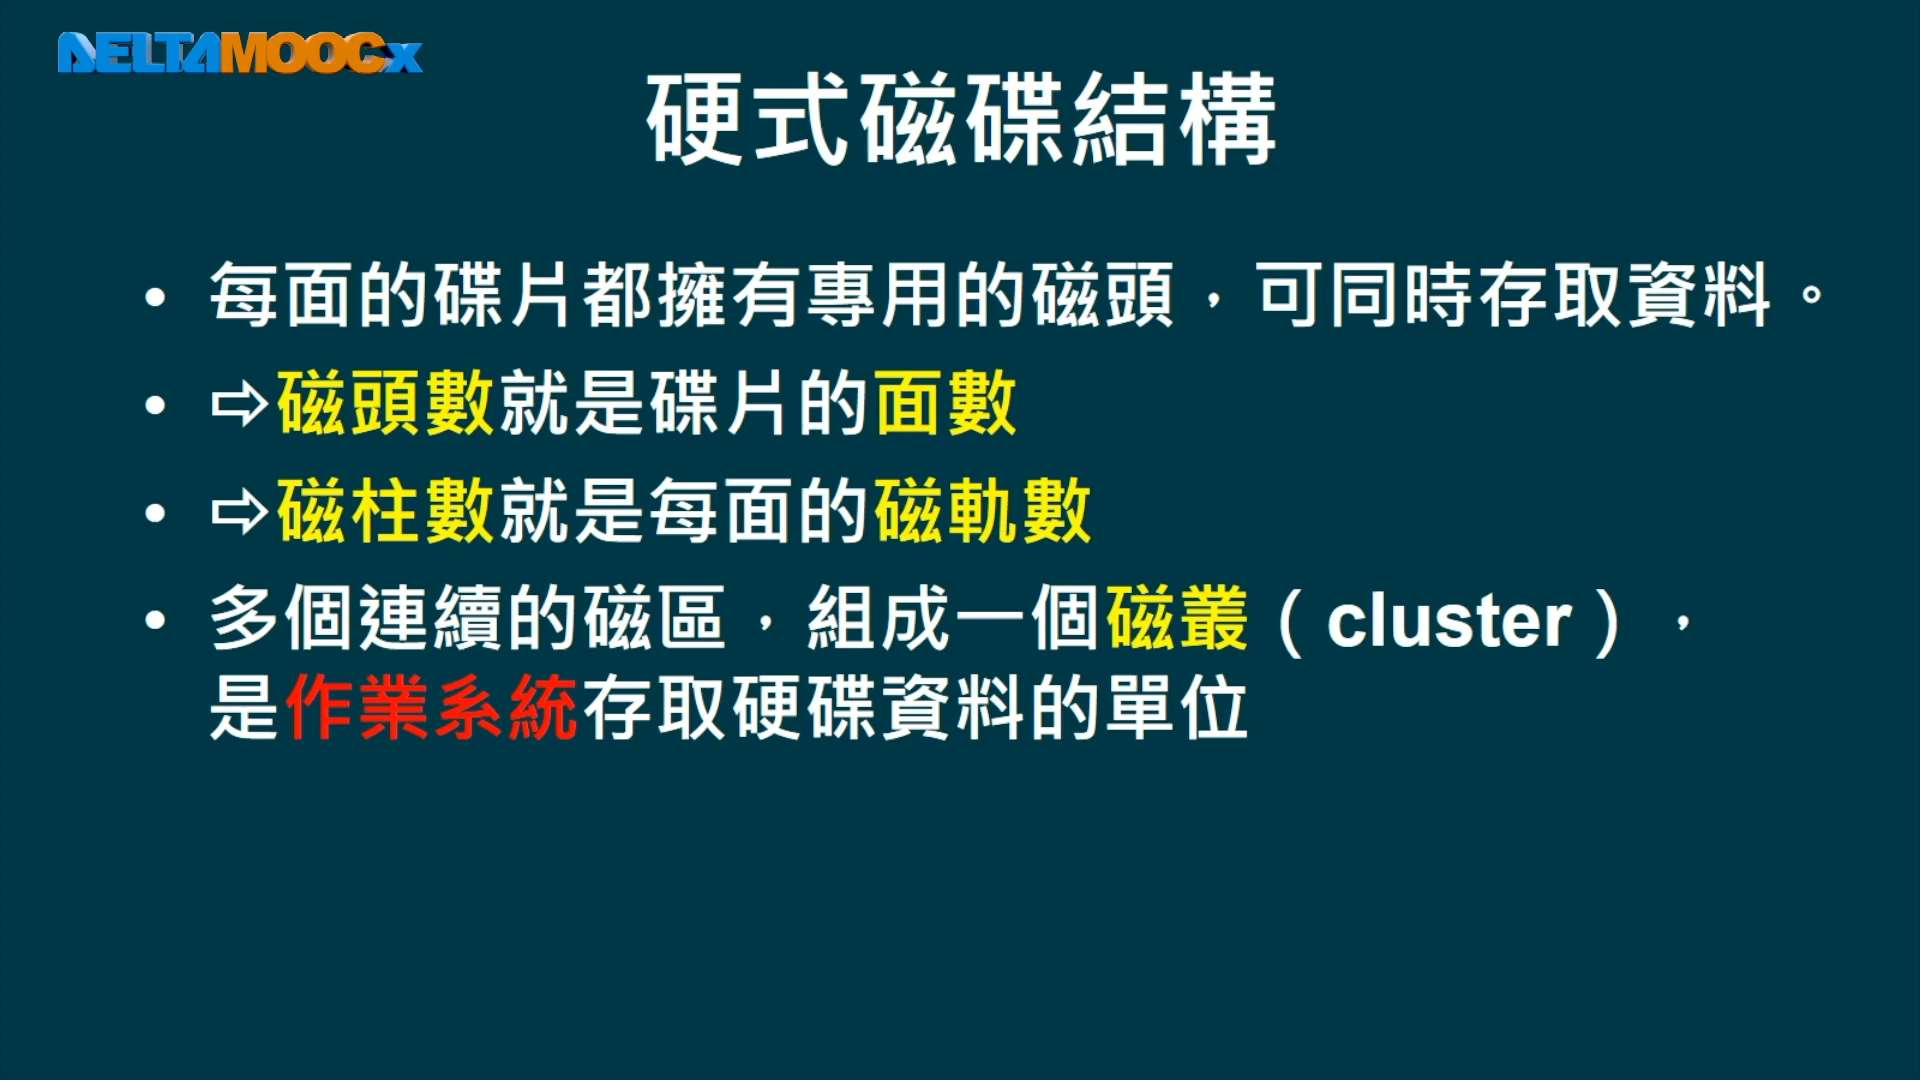 DELTAMOOCx
硬式磁碟結構
• 每面的碟片都擁有專用的磁頭，可同時存取資料。
• ⇨磁頭數就是碟片的面數
• ⇨磁柱數就是每面的磁軌數
• 多個連續的磁區，組成一個磁叢（cluster），
是作業系統存取硬碟資料的單位